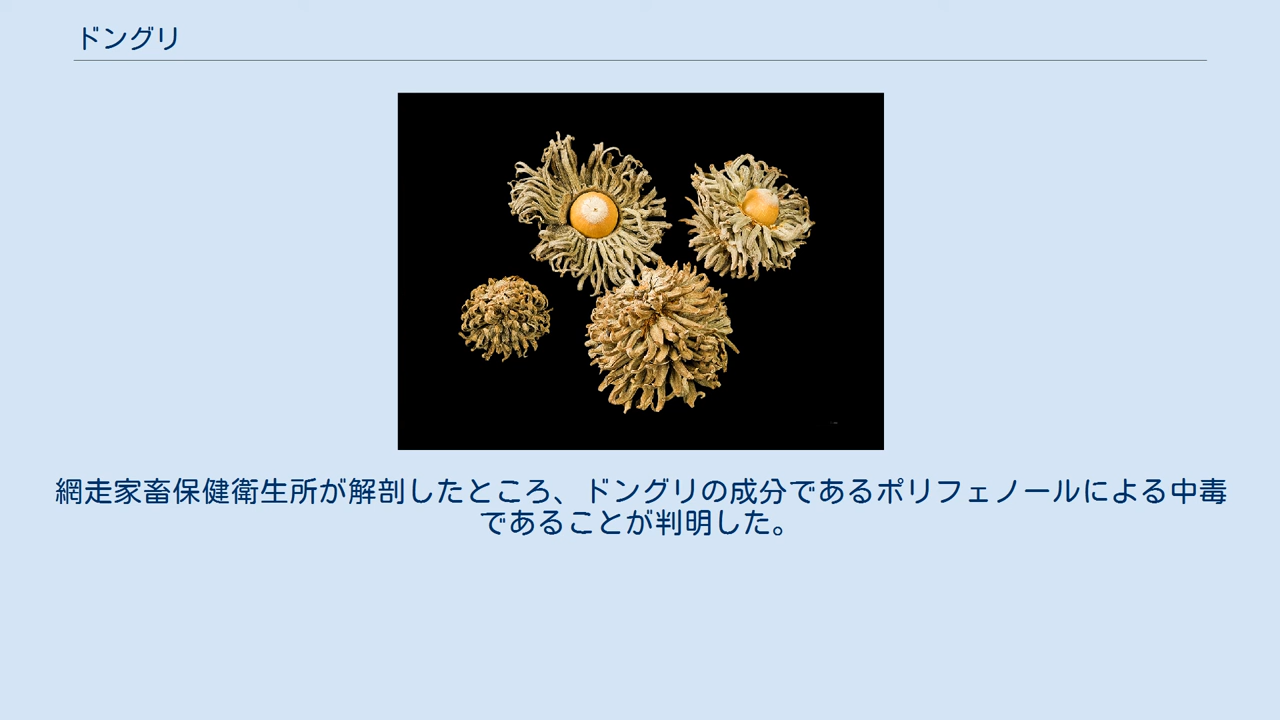 ドングリ
網走家畜保健衛生所が解剖したところ、ドングリの成分であるポリフェノールによる中毒
であることが判明した。